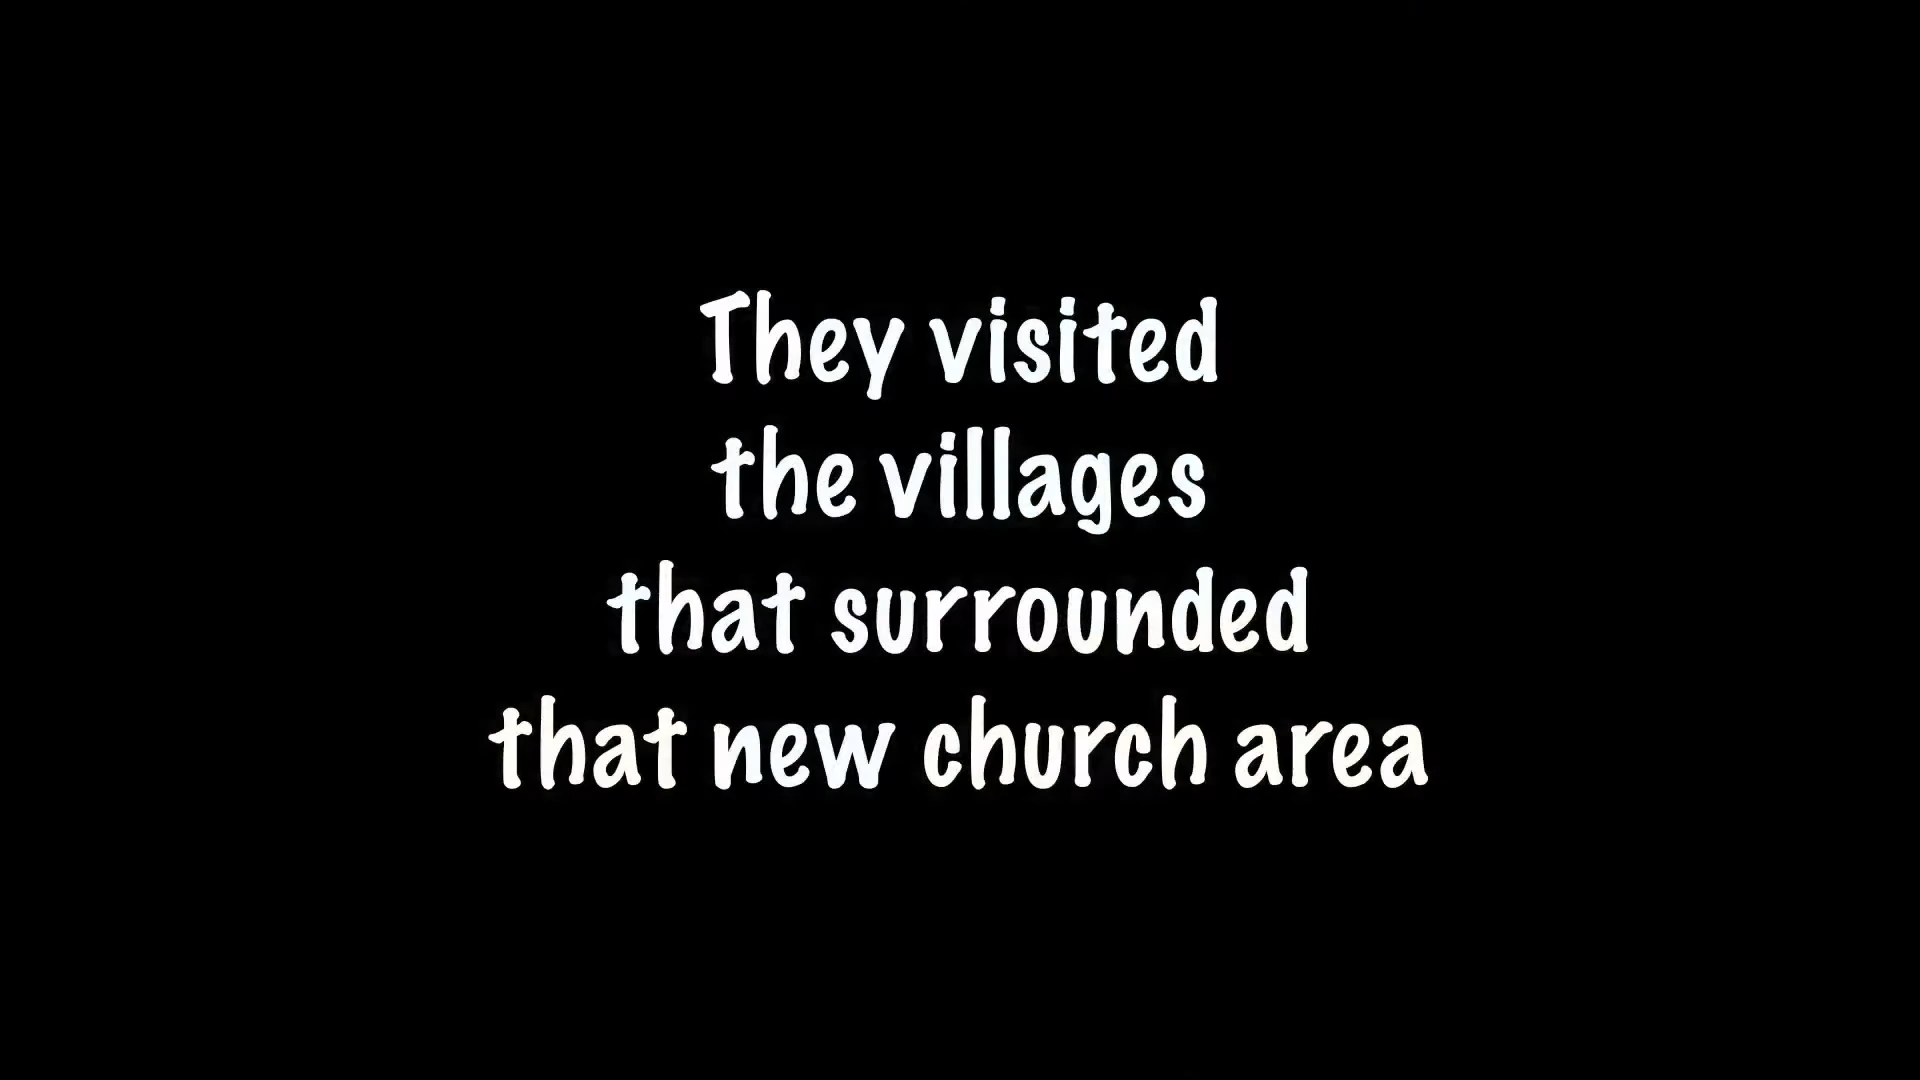 They visited
the villages
that surrounded
that new church area